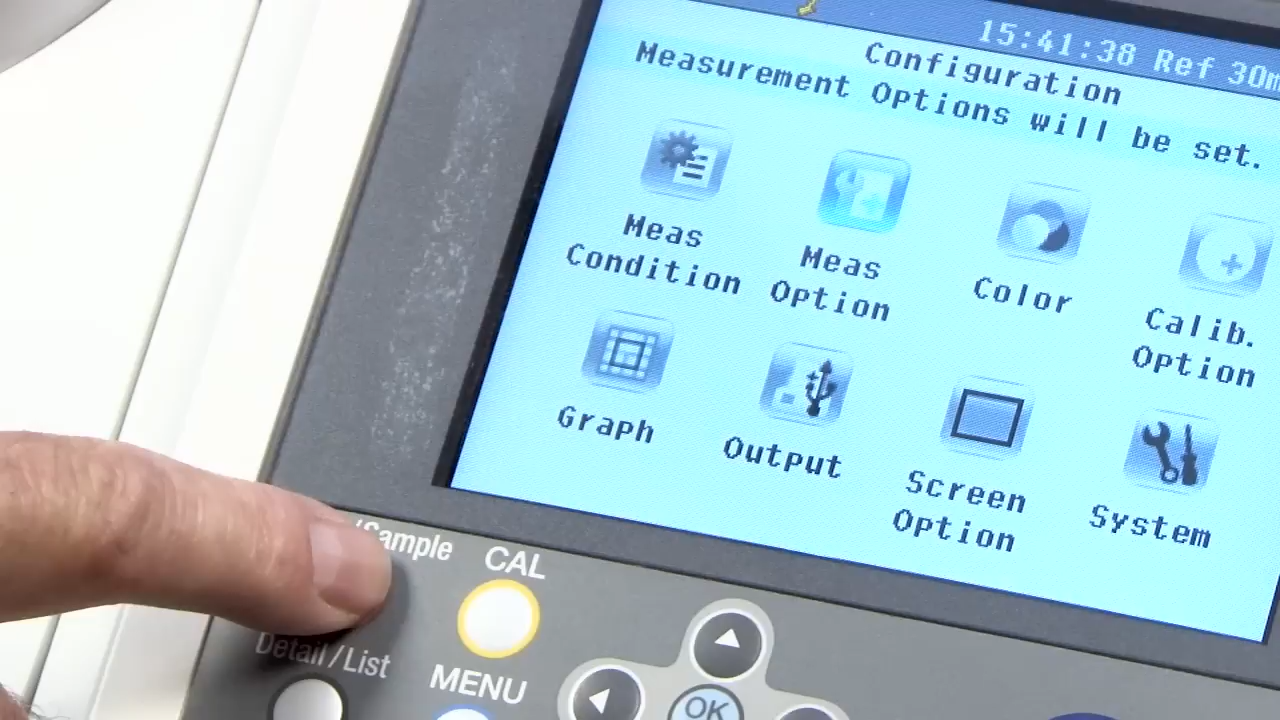 15:41:38 Ref 30m
Configuration
Measurement Options will be set.
Meas
Condition
Meas
Option
Color
Calib.
Option
Graph
Output
Screen
Option
System
/Sample
CAL
Detail/List
MENU
OK